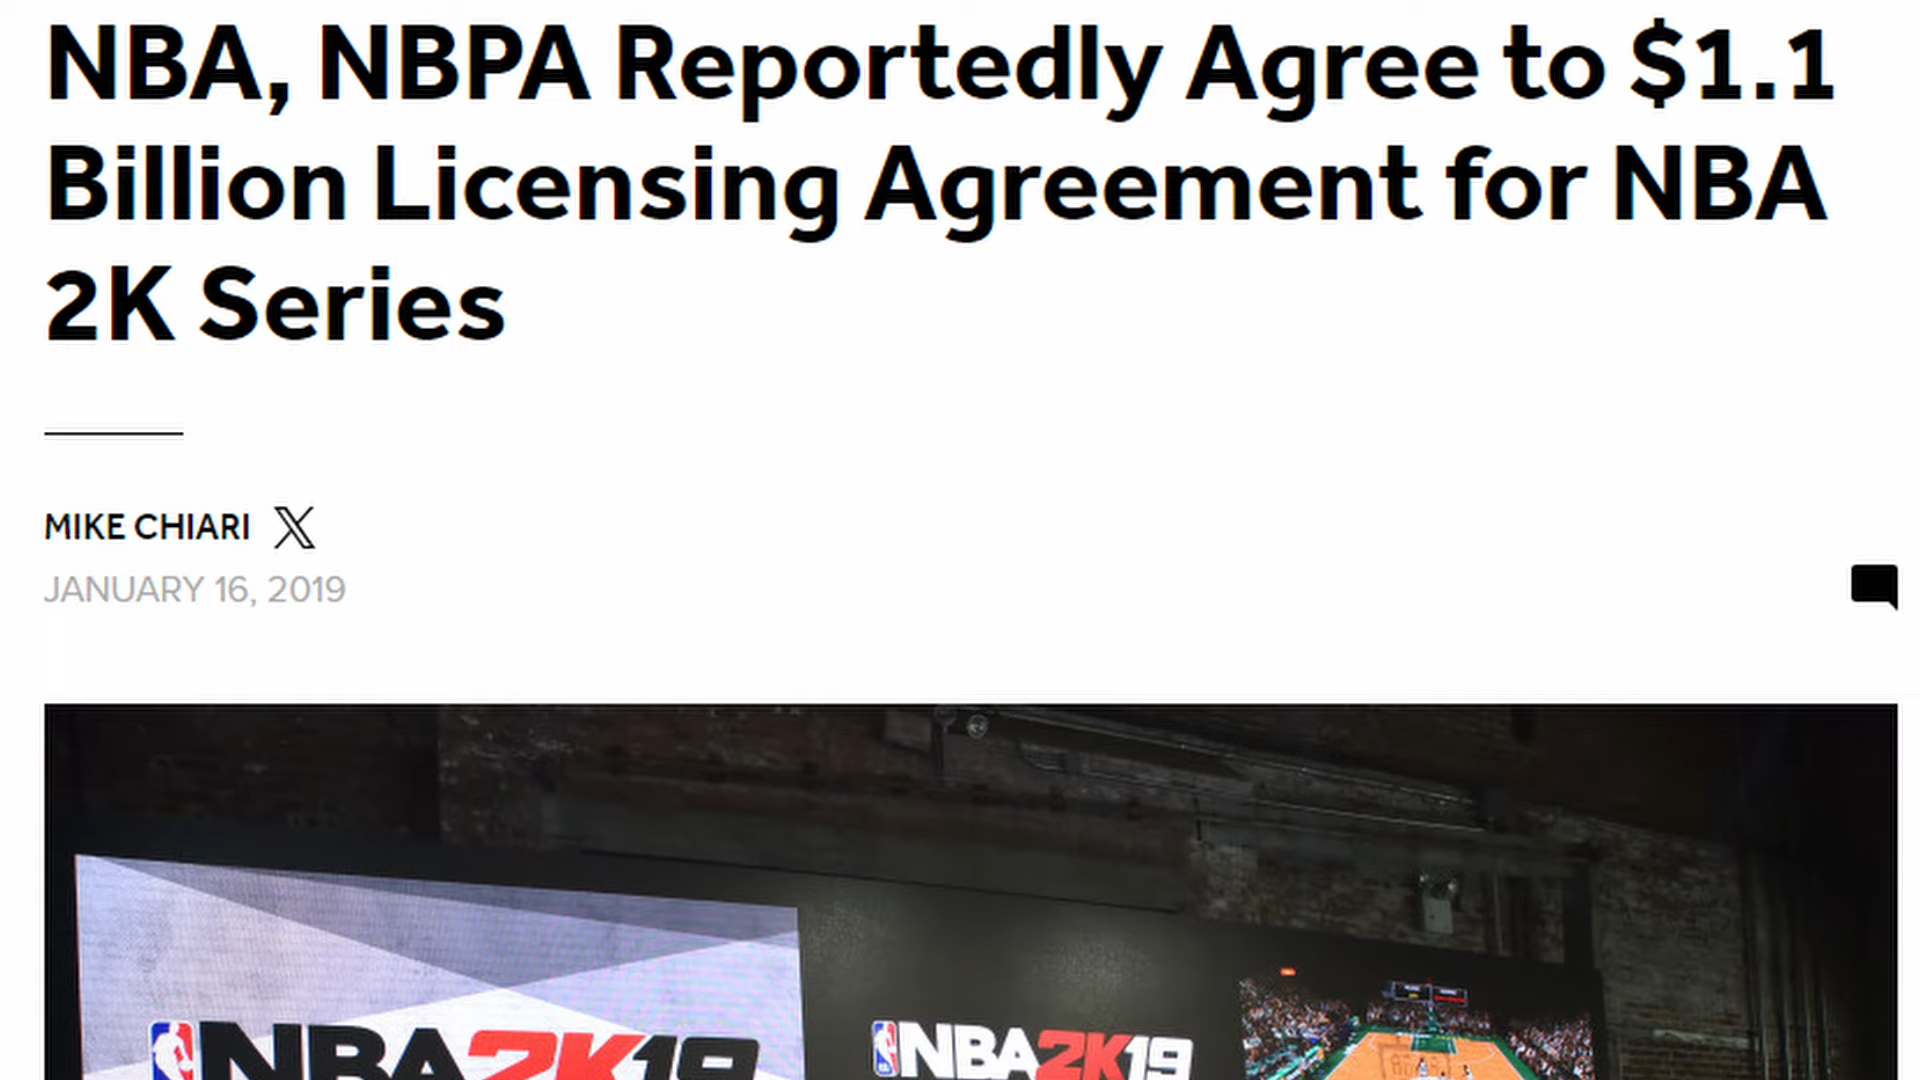 NBA, NBPA Reportedly Agree to $1.1
Billion Licensing Agreement for NBA
2K Series
MIKE CHIARI
JANUARY 16, 2019
NBA2K19
NBA2K19